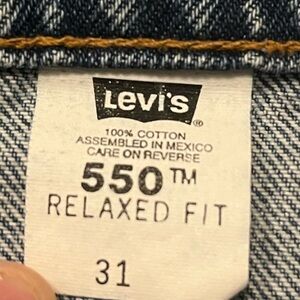 Levi's ®
100% COTTON
ASSEMBLED IN MEXICO
CARE ON REVERSE
550™
RELAXED FIT
31